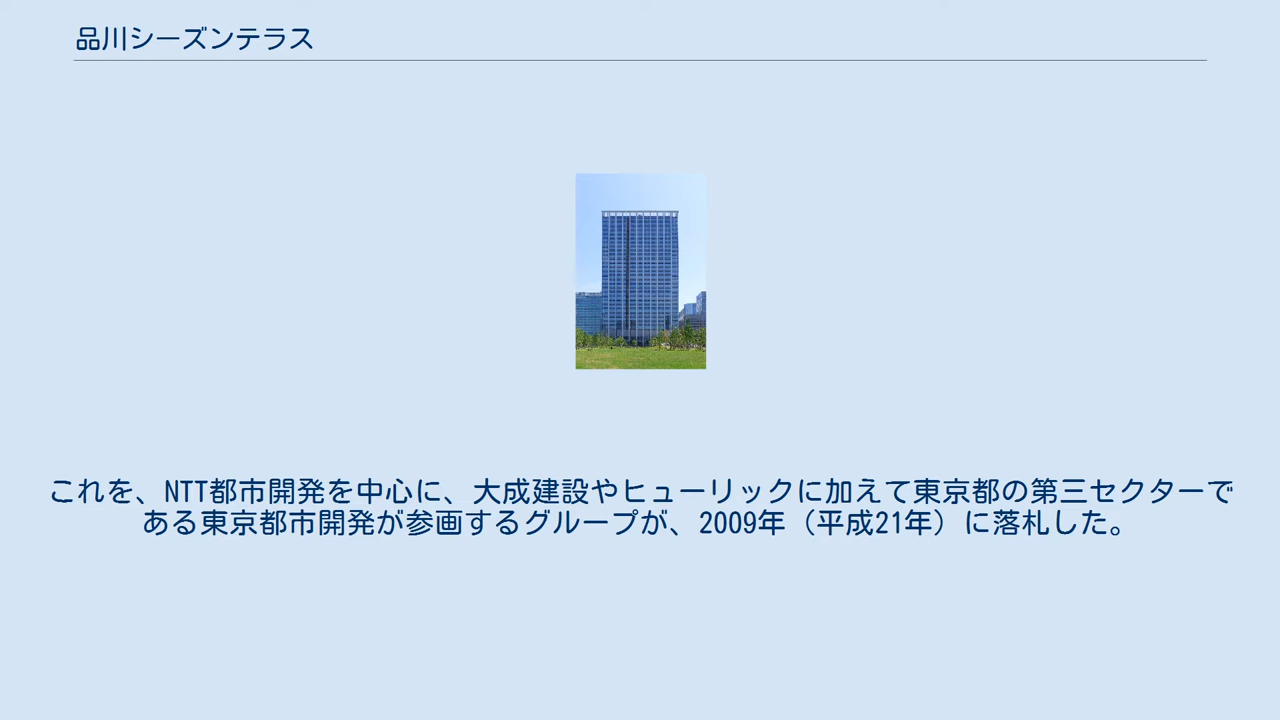 品川シーズンテラス
これを、NTT都市開発を中心に、大成建設やヒューリックに加えて東京都の第三セクターで
ある東京都市開発が参画するグループが、2009年（平成21年）に落札した。